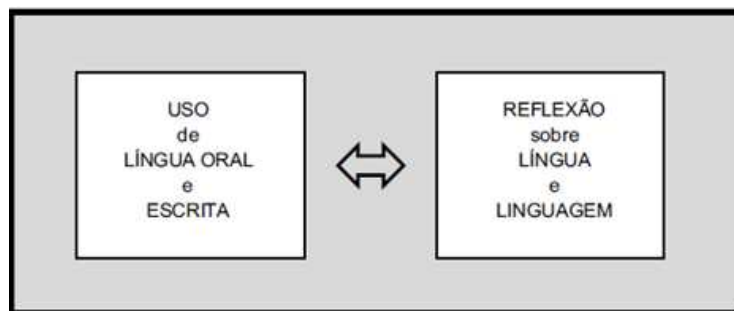 USO
de
LÍNGUA ORAL
e
ESCRITA
REFLEXÃO
sobre
LÍNGUA
e
LINGUAGEM